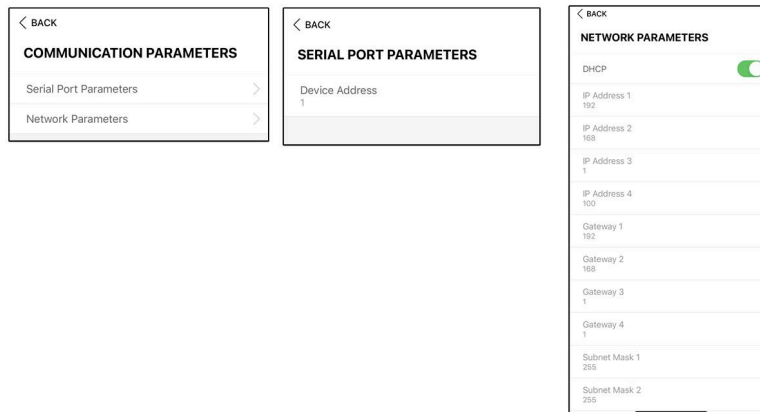 BACK
COMMUNICATION PARAMETERS
Serial Port Parameters
Network Parameters
BACK
SERIAL PORT PARAMETERS
Device Address
1
BACK
NETWORK PARAMETERS
DHCP
IP Address 1
192
IP Address 2
168
IP Address 3
1
IP Address 4
100
Gateway 1
192
Gateway 2
168
Gateway 3
1
Gateway 4
1
Subnet Mask 1
255
Subnet Mask 2
255